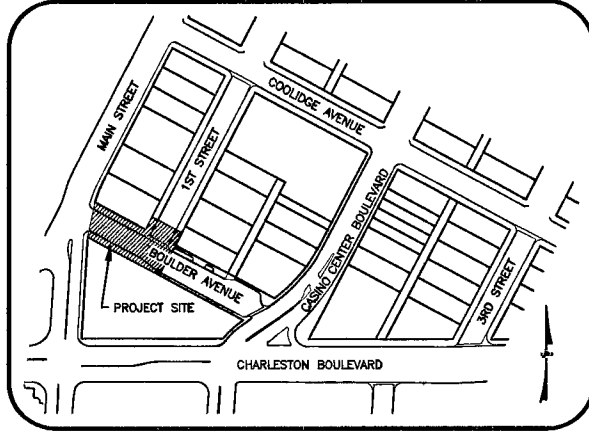 COOLIDGE AVENUE
MAIN STREET
1ST STREET
CASINO CENTER BOULEVARD
BOULDER AVENUE
3RD STREET
PROJECT SITE
CHARLESTON BOULEVARD